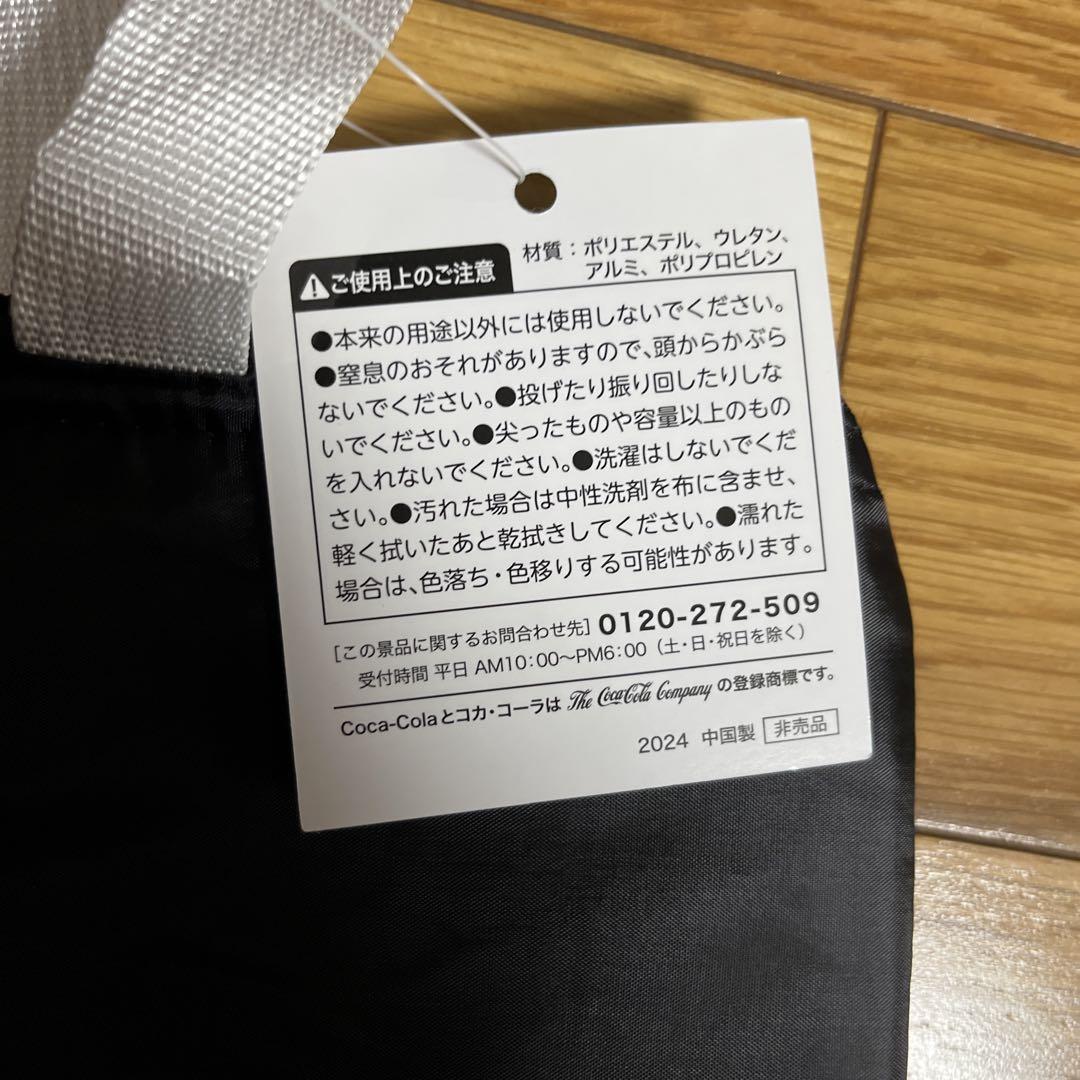 材質：ポリエステル、ウレタン、
アルミ、ポリプロピレン
ご使用上のご注意
●本来の用途以外には使用しないでください。
●窒息のおそれがありますので、頭からかぶら
ないでください。●投げたり振り回したりしな
いでください。●尖ったものや容量以上のもの
を入れないでください。●洗濯はしないでくだ
さい。●汚れた場合は中性洗剤を布に含ませ、
軽く拭いたあと乾拭きしてください。●濡れた
場合は、色落ち・色移りする可能性があります。
[この景品に関するお問合わせ先] 0120-272-509
受付時間 平日 AM10：00〜PM6：00（土・日・祝日を除く）
Coca-Colaとコカ・コーラは The Coca-Cola Company の登録商標です。
2024 中国製 非売品